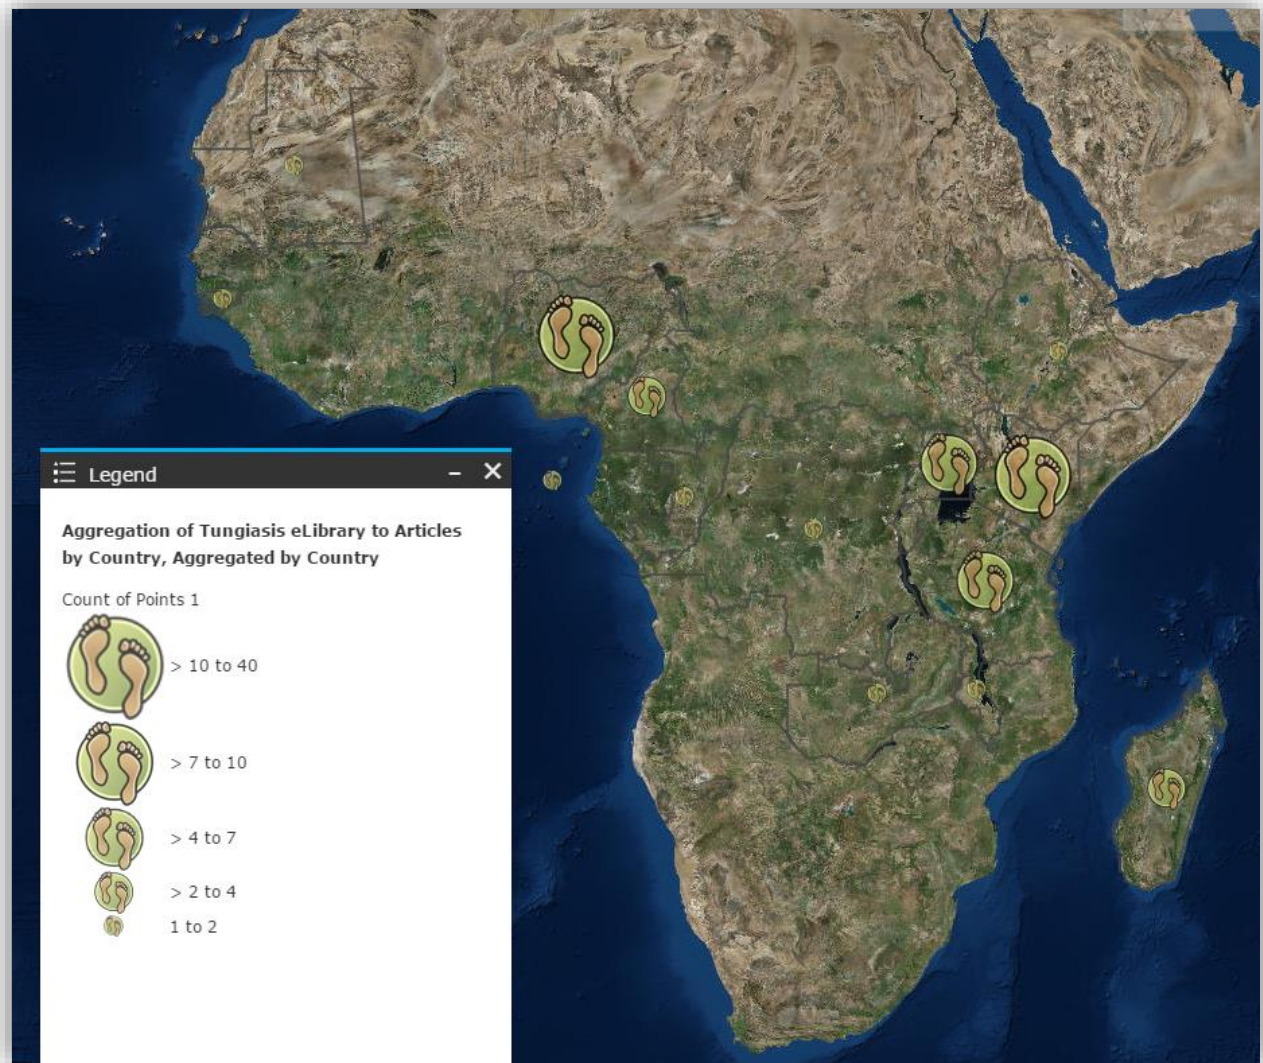 Legend
Aggregation of Tungiasis eLibrary to Articles
by Country, Aggregated by Country
Count of Points 1
> 10 to 40
> 7 to 10
> 4 to 7
> 2 to 4
1 to 2